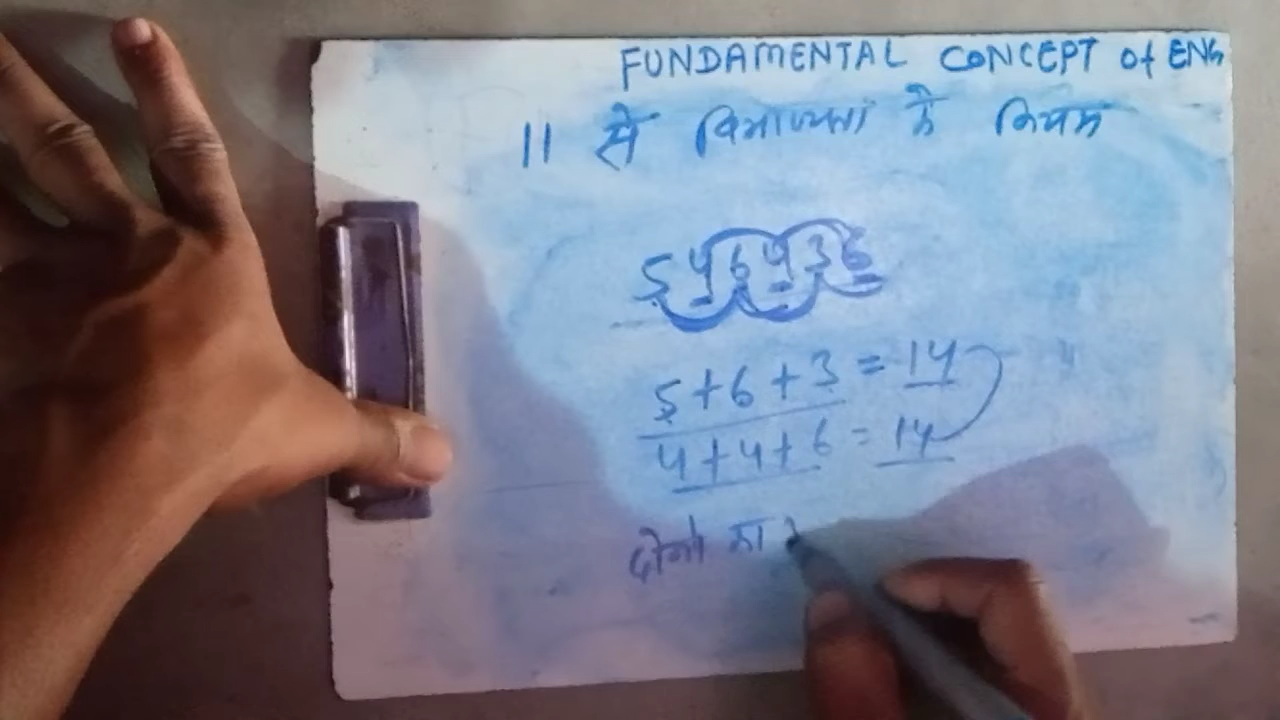 FUNDAMENTAL CONCEPT of ENG
11 से विभाज्यता के नियम
546436
5+6+3 = 14
4+4+6 = 14
दोनो का